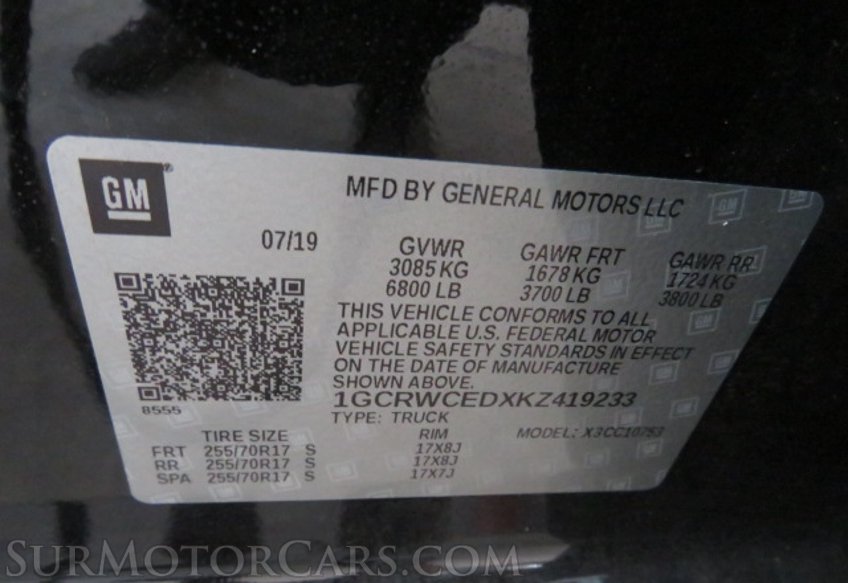 GM
MFD BY GENERAL MOTORS LLC
07/19 GVWR GAWR FRT GAWR RR
3085 KG 1678 KG 1724 KG
6800 LB 3700 LB 3800 LB
THIS VEHICLE CONFORMS TO ALL
APPLICABLE U.S. FEDERAL MOTOR
VEHICLE SAFETY STANDARDS IN EFFECT
ON THE DATE OF MANUFACTURE
SHOWN ABOVE.
8555
1GCRWCEDXKZ419233
TYPE: TRUCK
MODEL: X3CC10753
TIRE SIZE RIM
FRT 255/70R17 S 17X8J
RR 255/70R17 S 17X8J
SPA 255/70R17 S 17X7J
SURMOTORCARS.COM